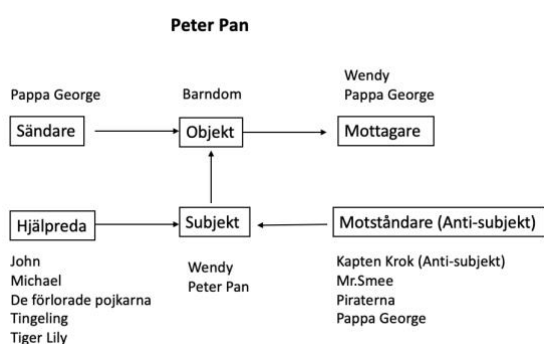 Peter Pan
Pappa George
Barndom
Wendy
Pappa George
Sändare
Objekt
Mottagare
Hjälpreda
Subjekt
Motståndare (Anti-subjekt)
John
Michael
De förlorade pojkarna
Tingeling
Tiger Lily
Wendy
Peter Pan
Kapten Krok (Anti-subjekt)
Mr.Smee
Piraterna
Pappa George